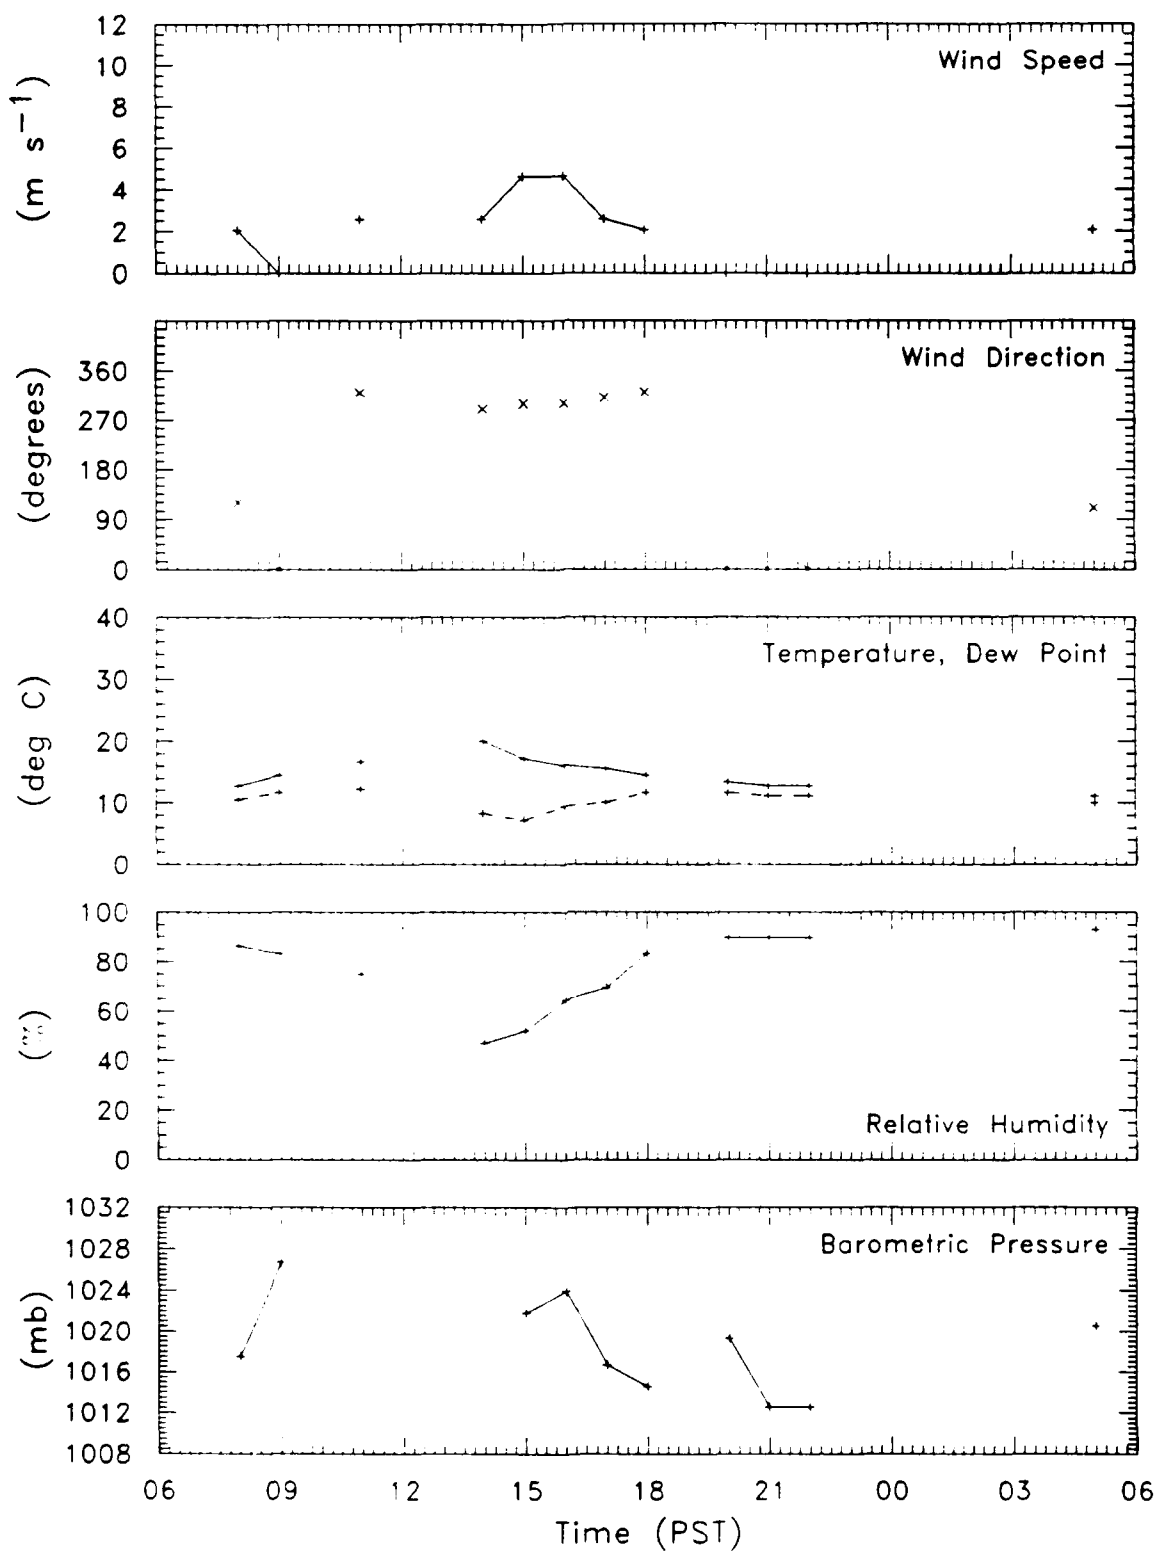 12
10
8
6
4
2
0
(m s⁻¹)
Wind Speed
360
270
180
90
0
(degrees)
Wind Direction
40
30
20
10
0
(deg C)
Temperature, Dew Point
100
80
60
40
20
0
(%)
Relative Humidity
1032
1028
1024
1020
1016
1012
1008
(mb)
Barometric Pressure
06 09 12 15 18 21 00 03 06
Time (PST)